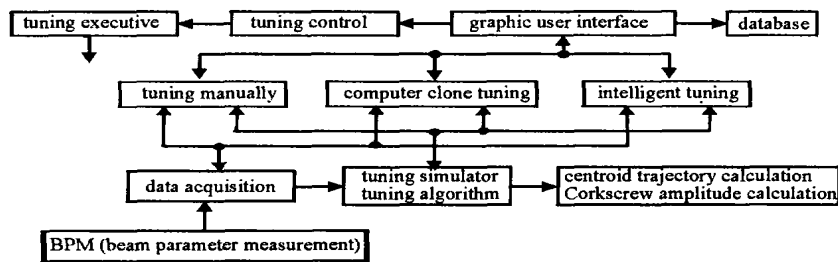 tuning executive
tuning control
graphic user interface
database
tuning manually
computer clone tuning
intelligent tuning
data acquisition
tuning simulator
tuning algorithm
centroid trajectory calculation
Corkscrew amplitude calculation
BPM (beam parameter measurement)